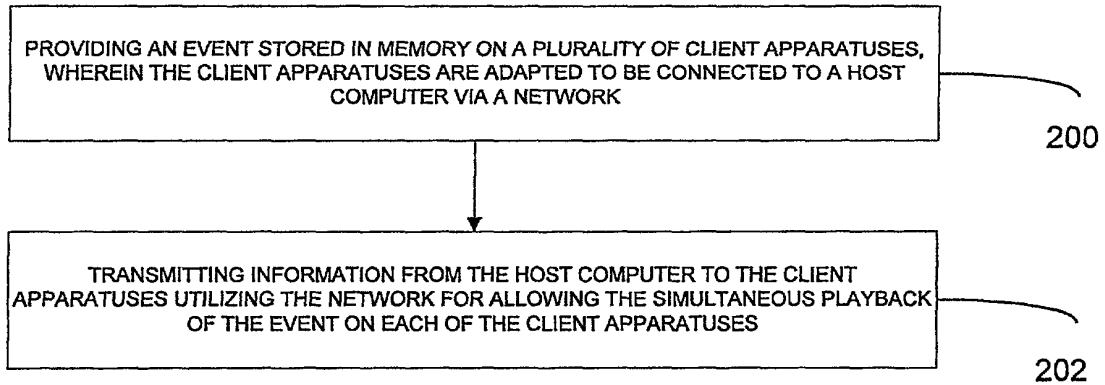 PROVIDING AN EVENT STORED IN MEMORY ON A PLURALITY OF CLIENT APPARATUSES,
WHEREIN THE CLIENT APPARATUSES ARE ADAPTED TO BE CONNECTED TO A HOST
COMPUTER VIA A NETWORK
200
TRANSMITTING INFORMATION FROM THE HOST COMPUTER TO THE CLIENT
APPARATUSES UTILIZING THE NETWORK FOR ALLOWING THE SIMULTANEOUS PLAYBACK
OF THE EVENT ON EACH OF THE CLIENT APPARATUSES
202